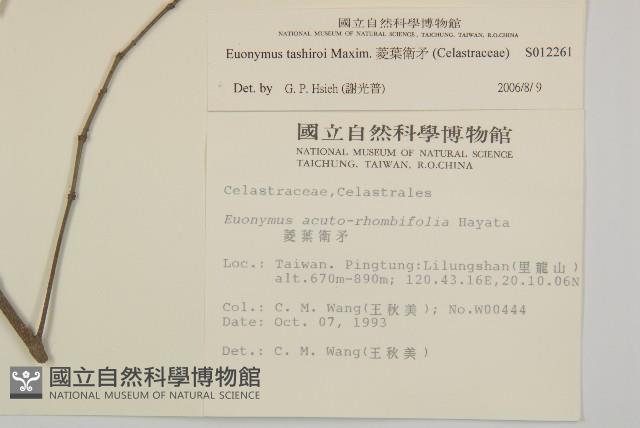 國立自然科學博物館
NATIONAL MUSEUM OF NATURAL SCIENCE, TAICHUNG, TAIWAN, R.O.CHINA
Euonymus tashiroi Maxim. 菱葉衛矛 (Celastraceae) S012261
Det. by G. P. Hsieh (謝光普) 2006/8/9
國立自然科學博物館
NATIONAL MUSEUM OF NATURAL SCIENCE
TAICHUNG, TAIWAN, R.O.CHINA
Celastraceae,Celastrales
Euonymus acuto-rhombifolia Hayata
菱葉衛矛
Loc.: Taiwan. Pingtung:Lilungshan(里龍山)
alt.670m-890m; 120.43.16E,20.10.06N
Col.: C. M. Wang(王秋美); No.W00444
Date: Oct. 07, 1993
Det.: C. M. Wang(王秋美)
國立自然科學博物館
NATIONAL MUSEUM OF NATURAL SCIENCE